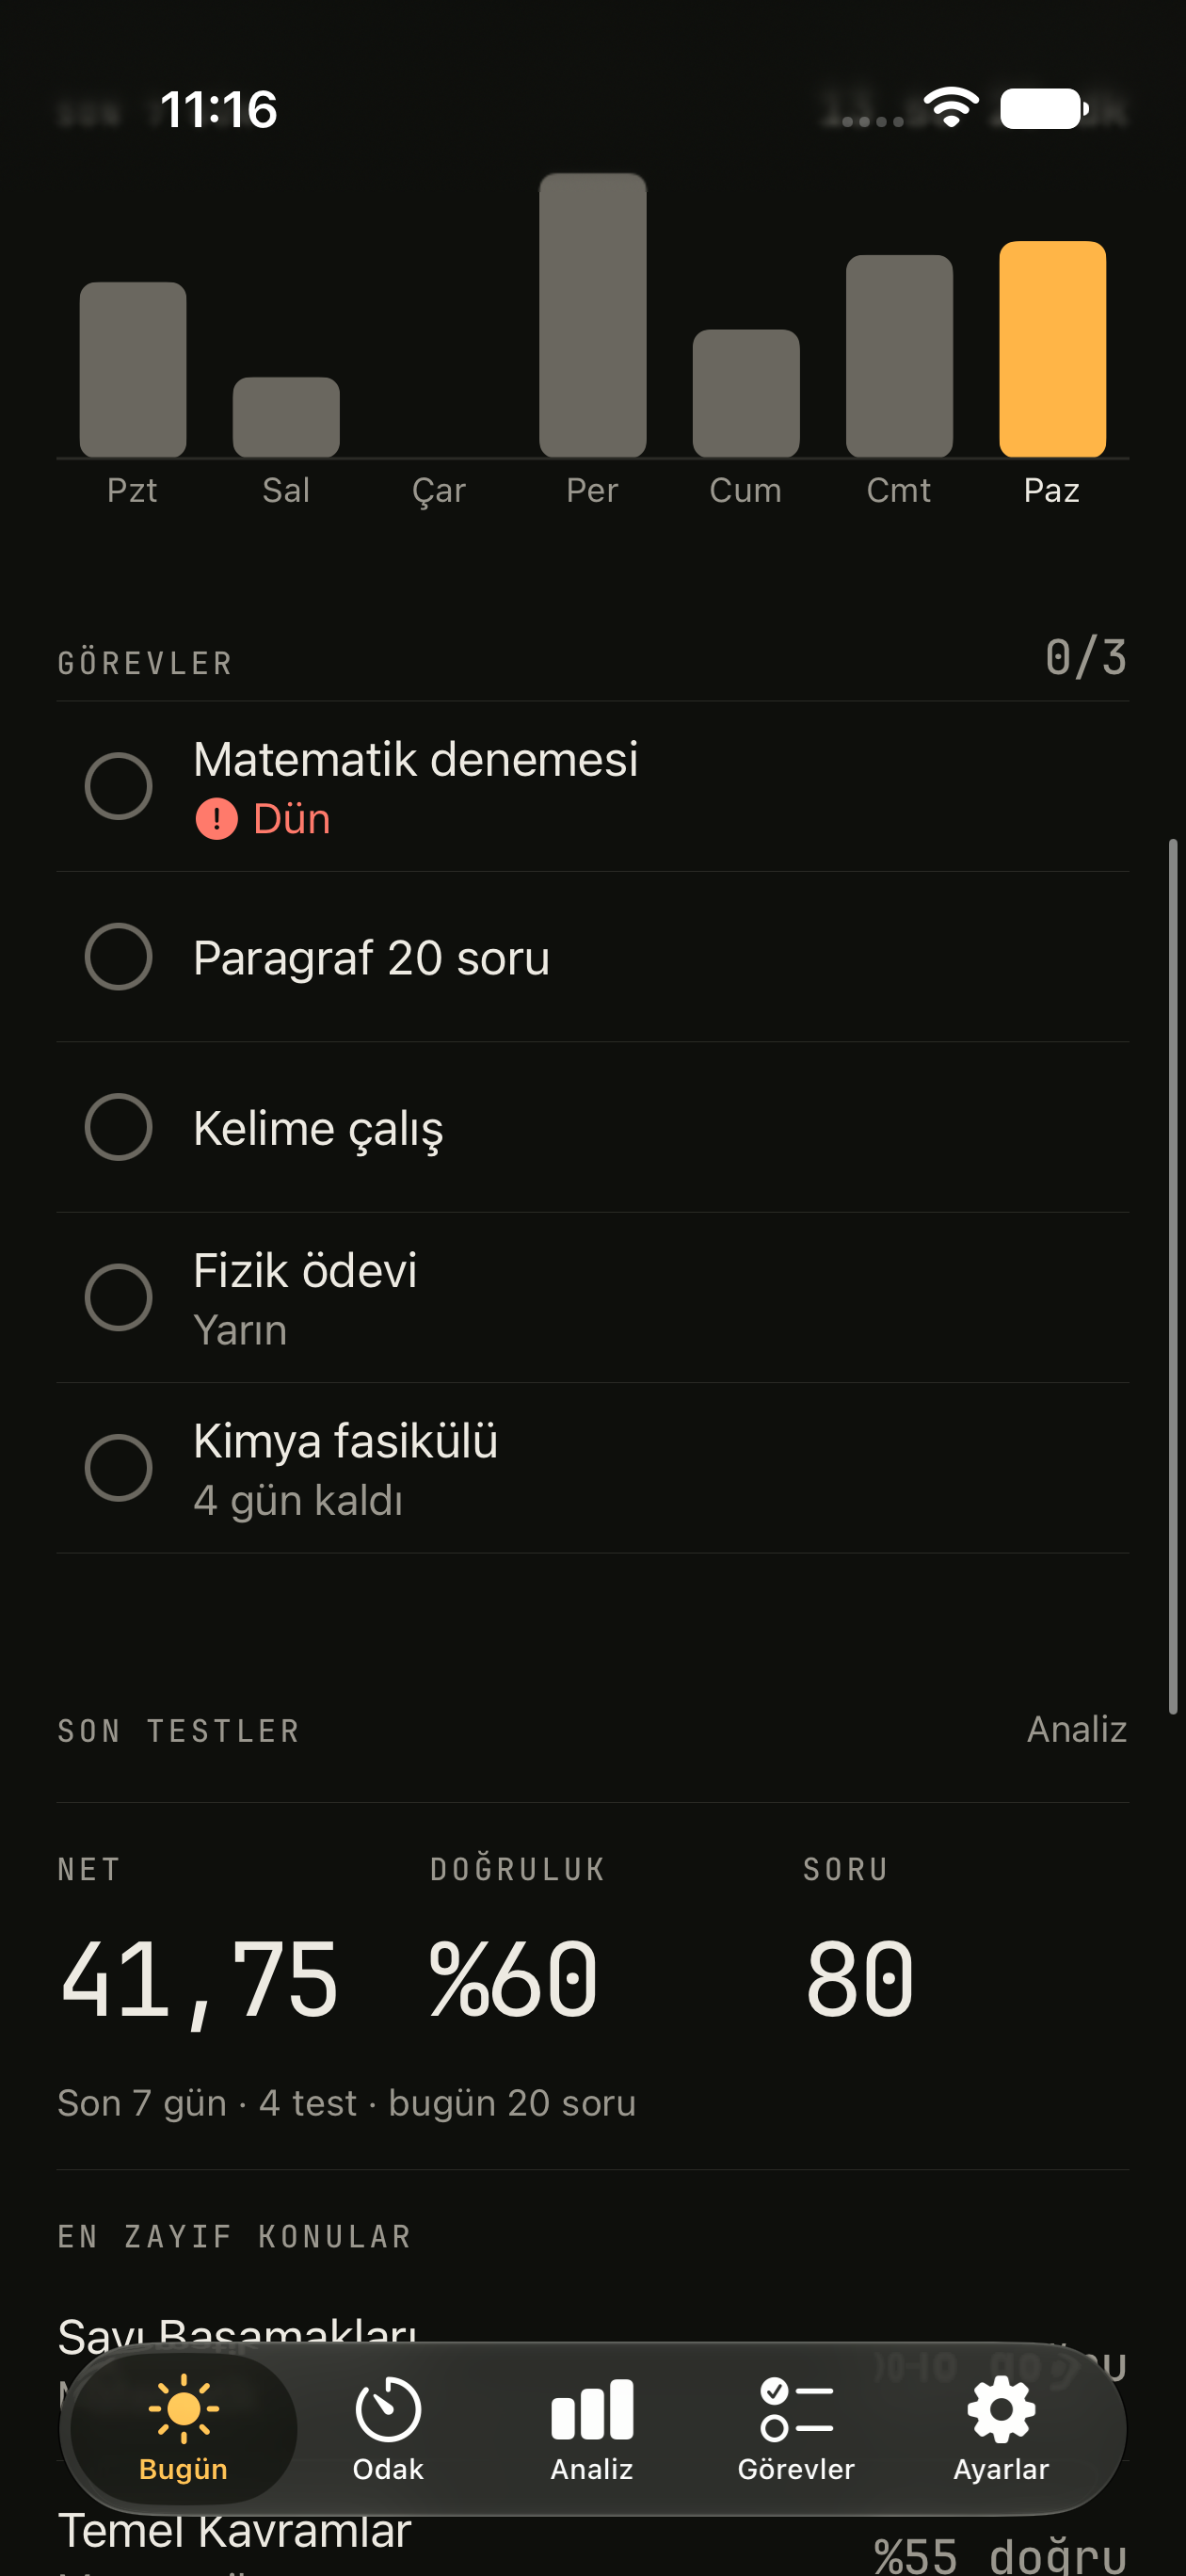 SON
11:16
Pzt Sal Çar Per Cum Cmt Paz
GÖREVLER 0/3
Matematik denemesi
! Dün
Paragraf 20 soru
Kelime çalış
Fizik ödevi
Yarın
Kimya fasikülü
4 gün kaldı
SON TESTLER Analiz
NET DOĞRULUK SORU
41,75 %60 80
Son 7 gün · 4 test · bugün 20 soru
EN ZAYIF KONULAR
Sayı Basamakları
Bugün Odak Analiz Görevler Ayarlar
Temel Kavramlar %55 doğru